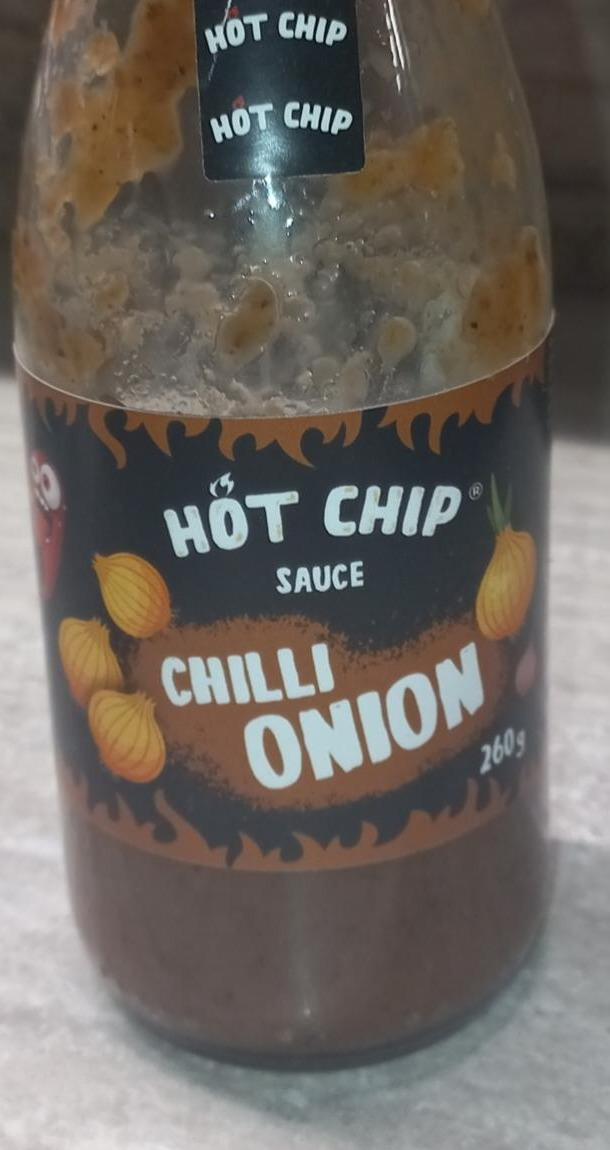 HOT CHIP
HOT CHIP
HOT CHIP®
SAUCE
CHILLI
ONION
260g